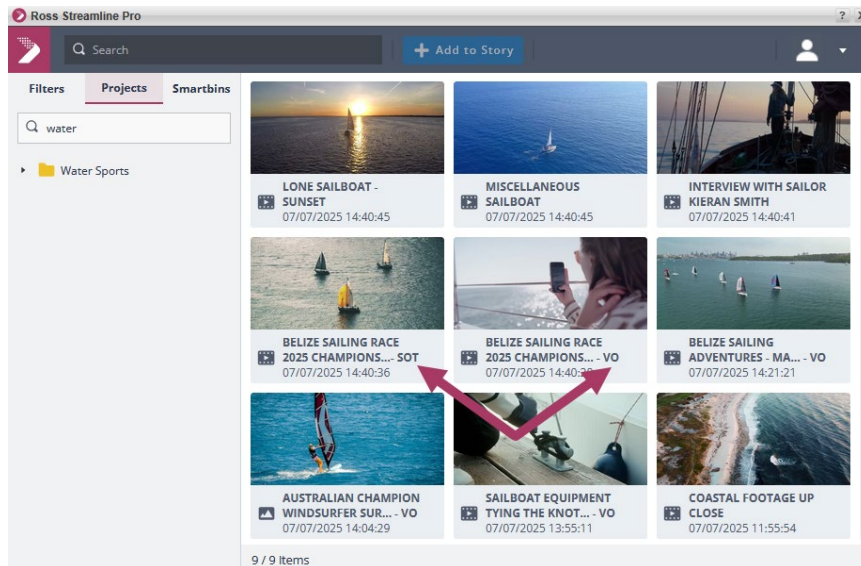 Ross Streamline Pro
?
Search
Add to Story
Filters
Projects
Smartbins
water
Water Sports
LONE SAILBOAT -
SUNSET
07/07/2025 14:40:45
MISCELLANEOUS
SAILBOAT
07/07/2025 14:40:45
INTERVIEW WITH SAILOR
KIERAN SMITH
07/07/2025 14:40:41
BELIZE SAILING RACE
2025 CHAMPIONS...- SOT
07/07/2025 14:40:36
BELIZE SAILING RACE
2025 CHAMPIONS... - VO
07/07/2025
BELIZE SAILING
ADVENTURES - MA... - VO
07/07/2025 14:21:21
AUSTRALIAN CHAMPION
WINDSURFER SUR... - VO
07/07/2025 14:04:29
SAILBOAT EQUIPMENT
TYING THE KNOT... - VO
07/07/2025 13:55:11
COASTAL FOOTAGE UP
CLOSE
07/07/2025 11:55:54
9 / 9 Items